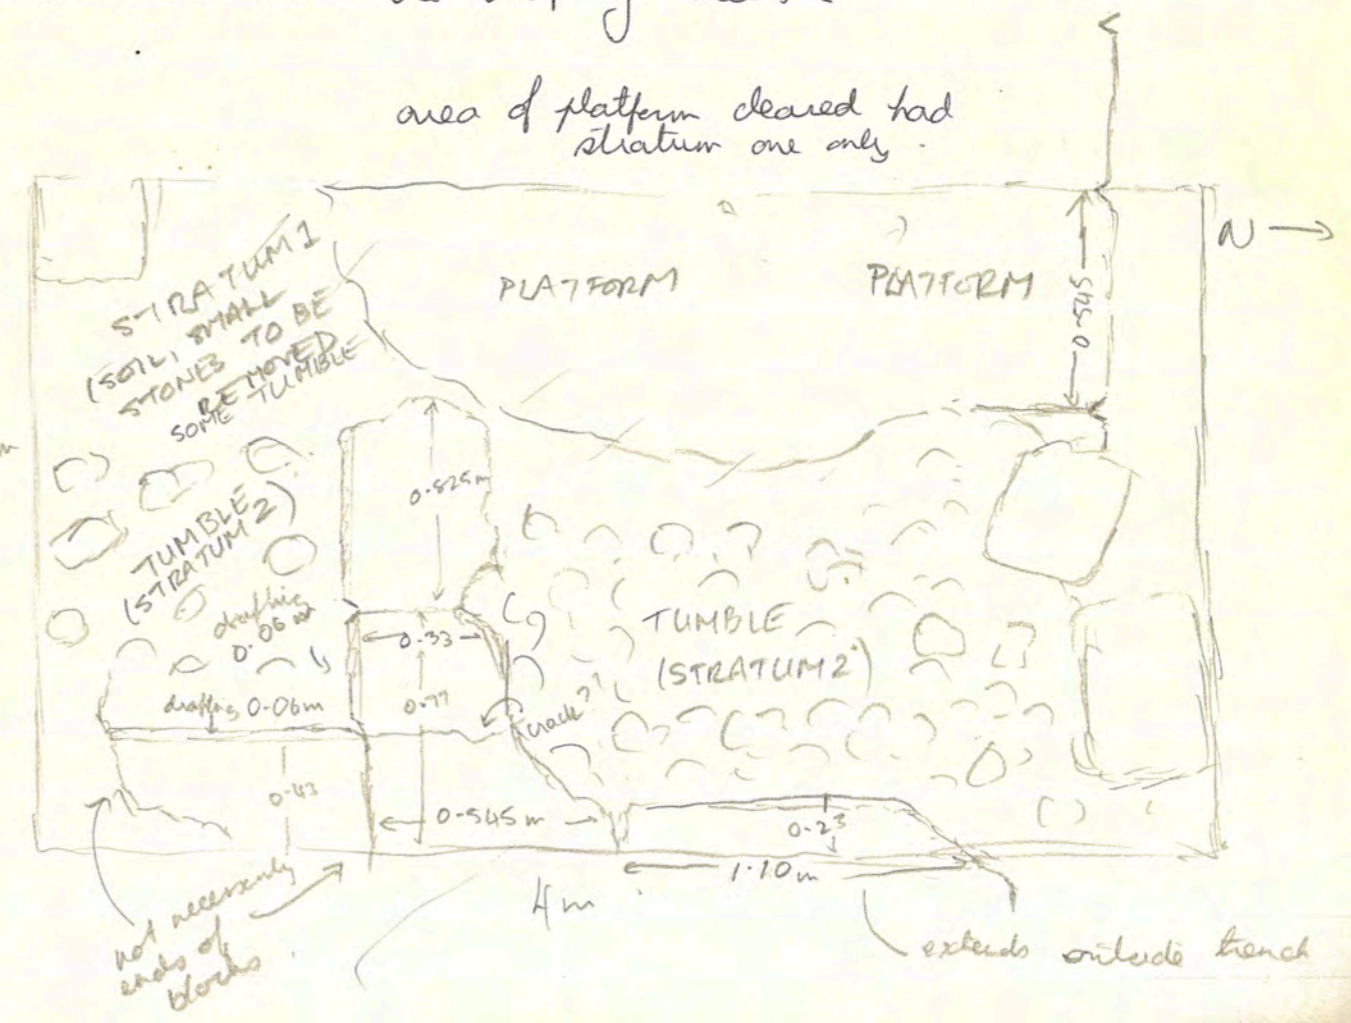 area of platform cleared had
stratum one only.
N
PLATFORM
PLATFORM
0.545
STRATUM 1
(SOIL, SMALL
STONES TO BE
REMOVED
SOME TUMBLE
m
0.825m
TUMBLE
(STRATUM 2)
drafting
0.06 m
0.33
TUMBLE
(STRATUM 2)
drafting 0.06m
0.77
crack??
0.43
0.545 m
0.23
1.10m
4m
not necessarily
ends of
blocks
extends outside trench